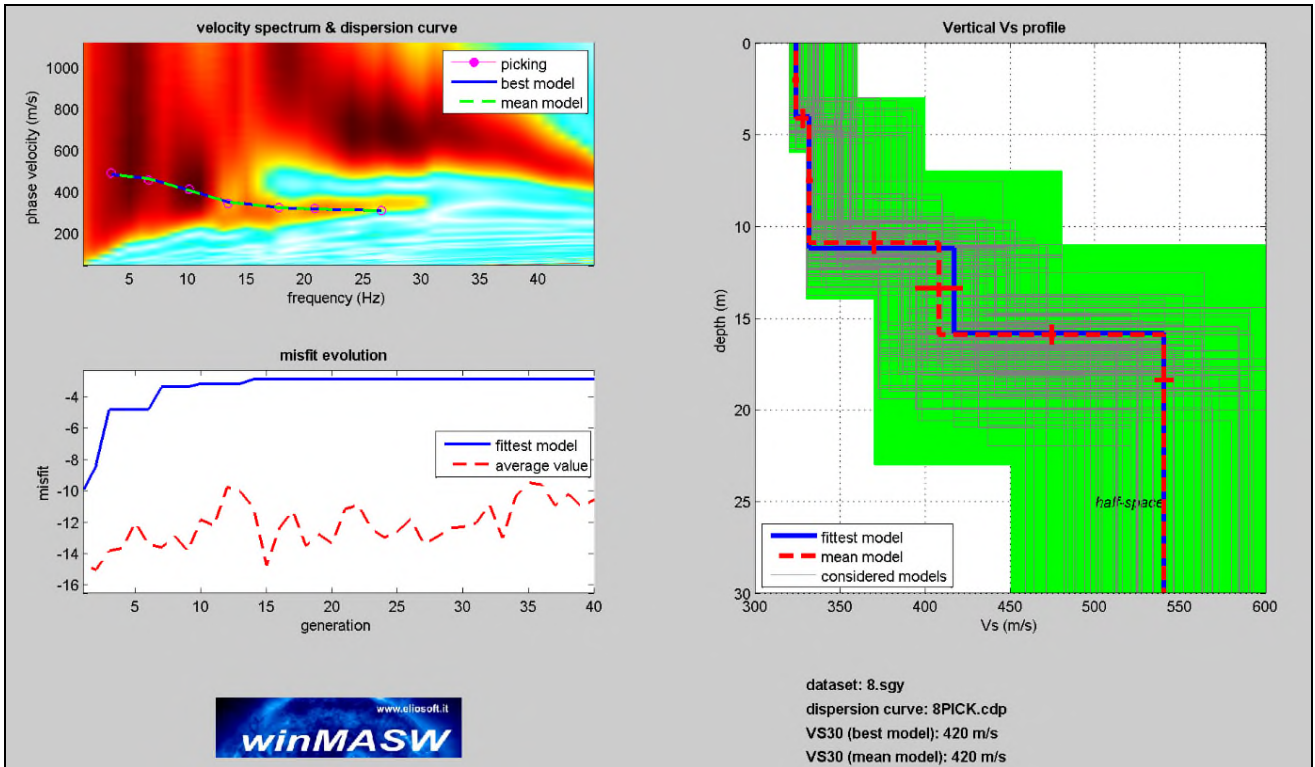 velocity spectrum & dispersion curve
1000
800
600
400
200
phase velocity (m/s)
picking
best model
mean model
5 10 15 20 25 30 35 40
frequency (Hz)
misfit evolution
-4
-6
-8
-10
-12
-14
-16
misfit
fittest model
average value
5 10 15 20 25 30 35 40
generation
www.eliosoft.it
winMASW
Vertical Vs profile
0
5
10
15
20
25
30
depth (m)
half-space
fittest model
mean model
considered models
300 350 400 450 500 550 600
Vs (m/s)
dataset: 8.sgy
dispersion curve: 8PICK.cdp
VS30 (best model): 420 m/s
VS30 (mean model): 420 m/s